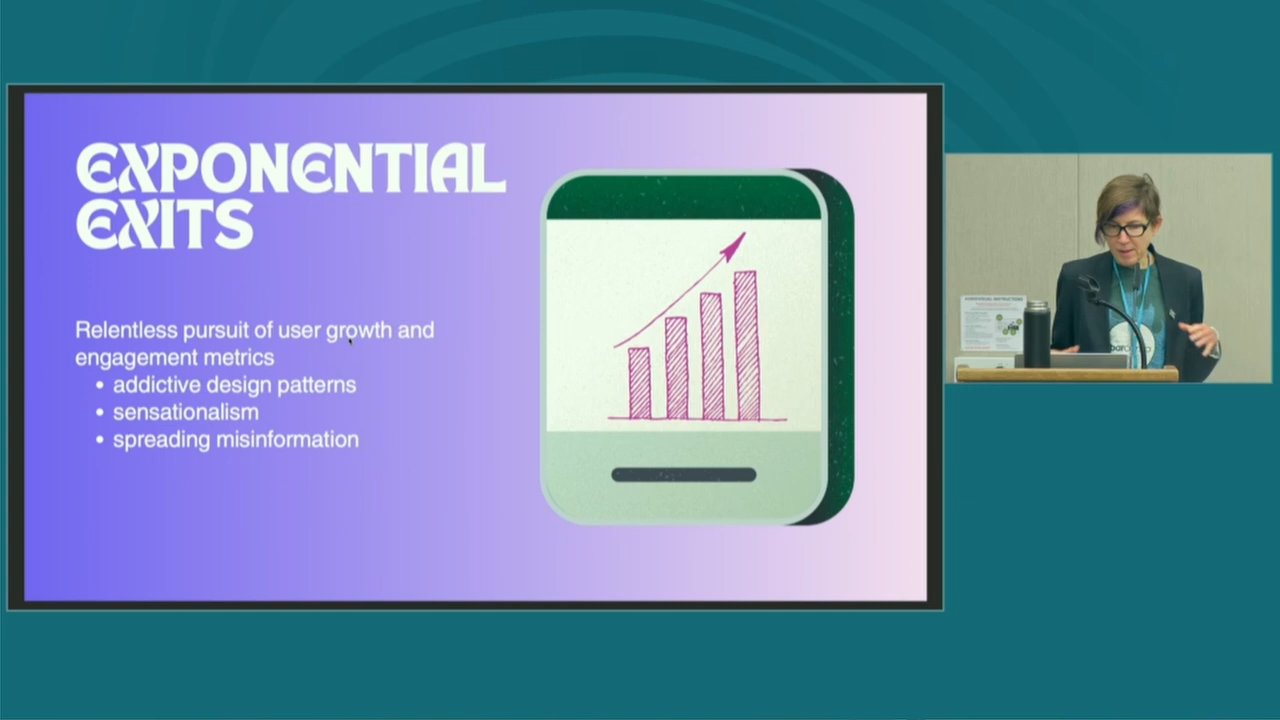 EXPONENTIAL
EXITS
Relentless pursuit of user growth and
engagement metrics
• addictive design patterns
• sensationalism
• spreading misinformation